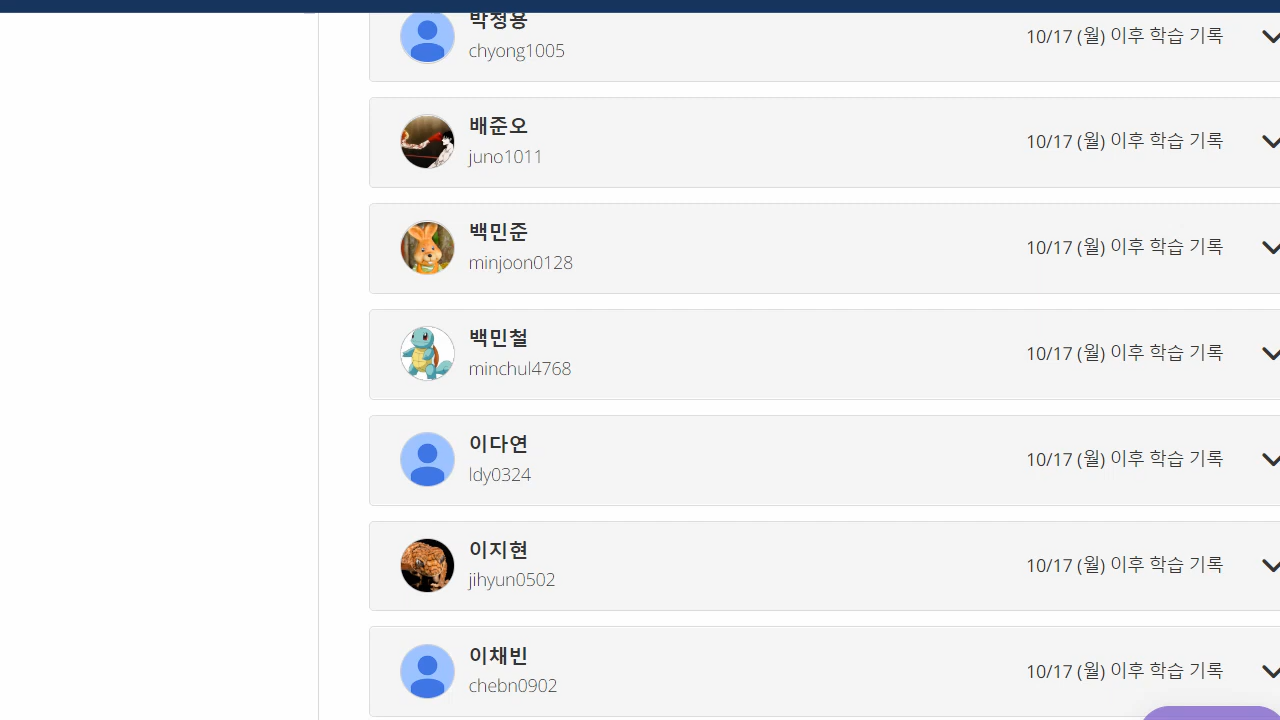 박정용
chyong1005
10/17 (월) 이후 학습 기록
배준오
juno1011
10/17 (월) 이후 학습 기록
백민준
minjoon0128
10/17 (월) 이후 학습 기록
백민철
minchul4768
10/17 (월) 이후 학습 기록
이다연
ldy0324
10/17 (월) 이후 학습 기록
이지현
jihyun0502
10/17 (월) 이후 학습 기록
이채빈
chebn0902
10/17 (월) 이후 학습 기록